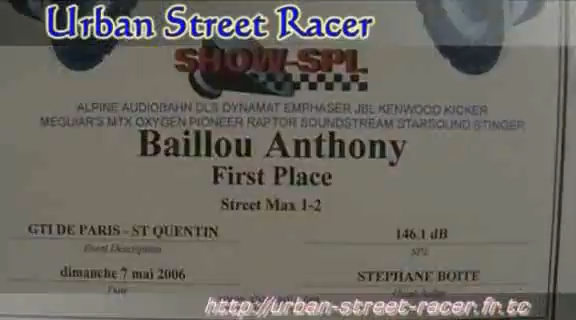 Urban Street Racer
SHOW-SPL
ALPINE AUDIOBAHN DLS DYNAMAT EMPHASER JBL KENWOOD KICKER
MEGUIAR'S MTX OXYGEN PIONEER RAPTOR SOUNDSTREAM STARSOUND STINGER
Baillou Anthony
First Place
Street Max 1-2
GTI DE PARIS - ST QUENTIN 146.1 dB
Event Description SPL
dimanche 7 mai 2006 STEPHANE BOITE
Date
http://urban-street-racer.fr.tc